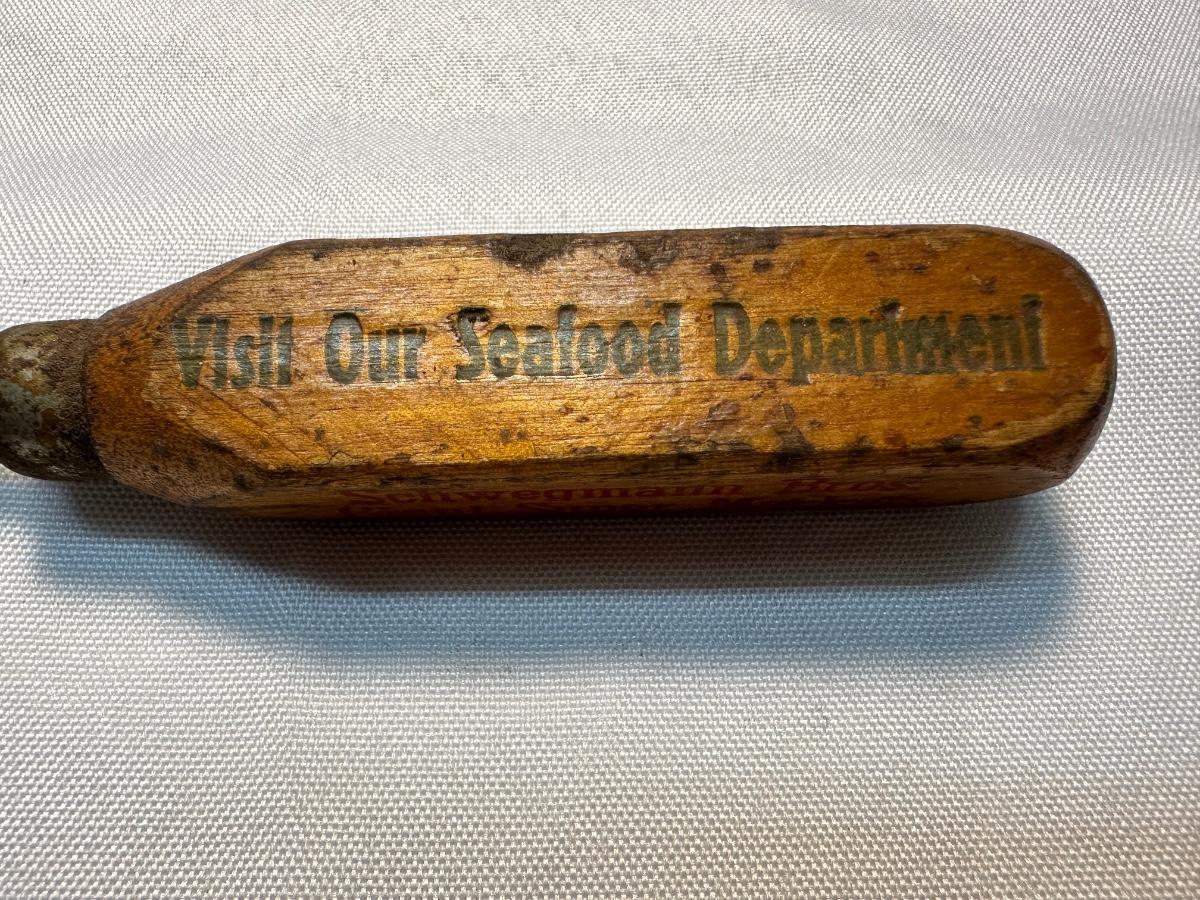 Visit Our Seafood Department
Schwegmann Bros